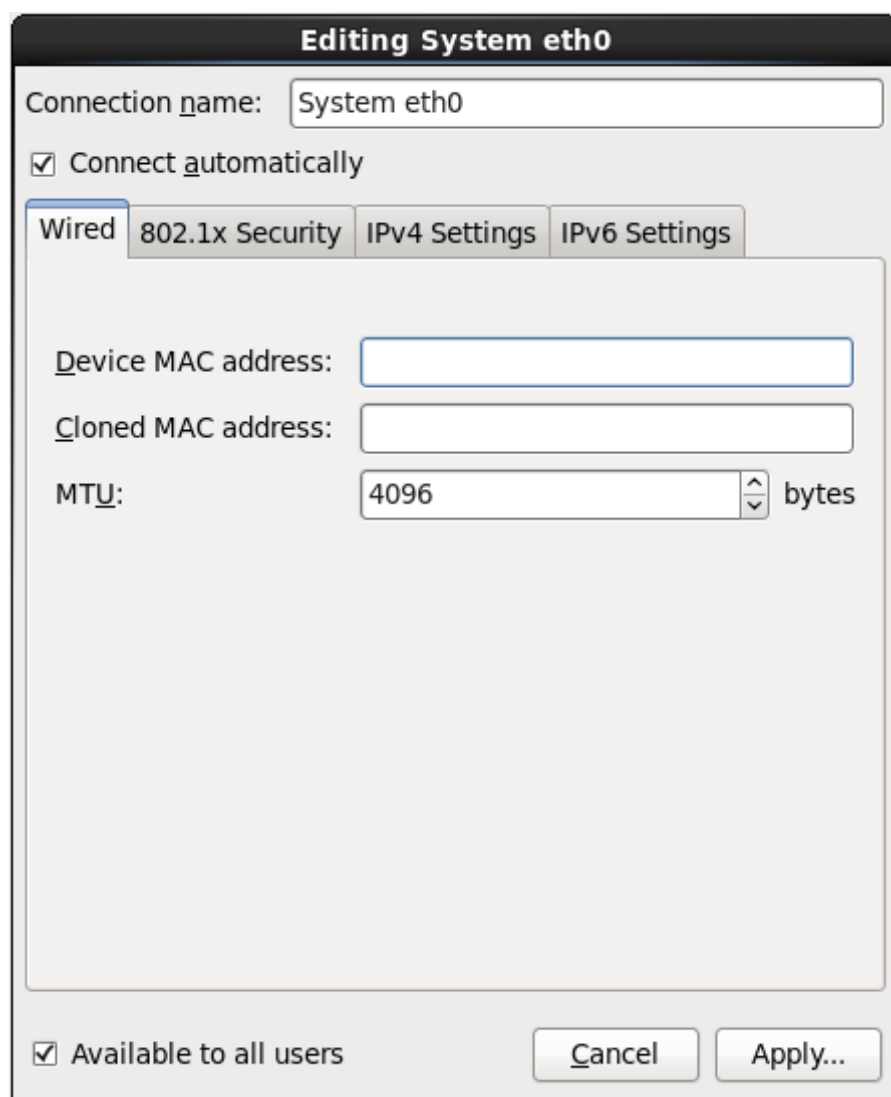 Editing System eth0
Connection name: System eth0
Connect automatically
Wired 802.1x Security IPv4 Settings IPv6 Settings
Device MAC address:
Cloned MAC address:
MTU: 4096 bytes
Available to all users Cancel Apply...